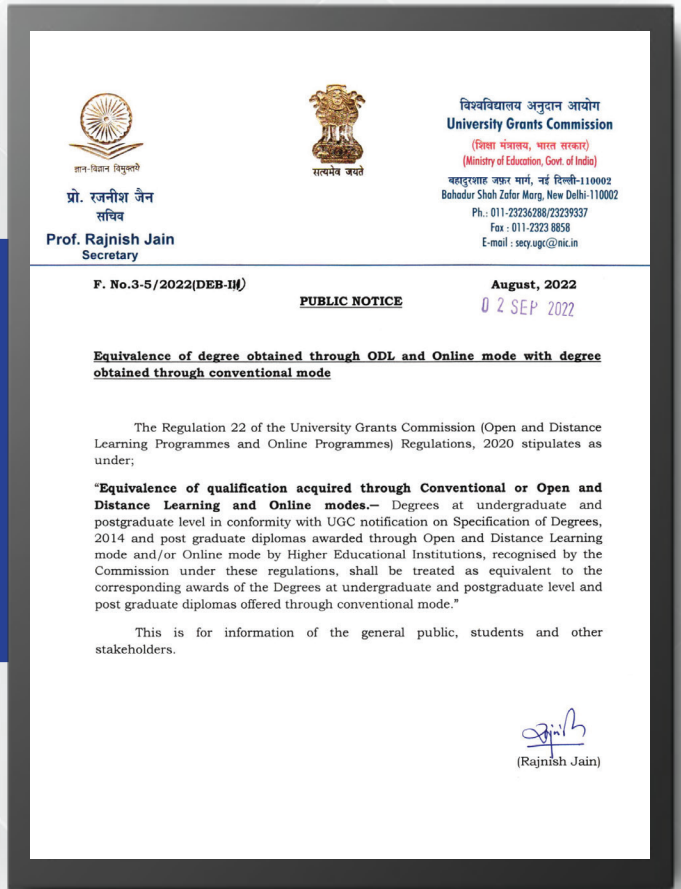 ज्ञान-विज्ञान विमुक्तये
प्रो. रजनीश जैन
सचिव
Prof. Rajnish Jain
Secretary
सत्यमेव जयते
विश्वविद्यालय अनुदान आयोग
University Grants Commission
(शिक्षा मंत्रालय, भारत सरकार)
(Ministry of Education, Govt. of India)
बहादुरशाह ज़फ़र मार्ग, नई दिल्ली-110002
Bahadur Shah Zafar Marg, New Delhi-110002
Ph.: 011-23236288/23239337
Fax : 011-2323 8858
E-mail : secy.ugc@nic.in
F. No.3-5/2022(DEB-III)
August, 2022
PUBLIC NOTICE
02 SEP 2022
Equivalence of degree obtained through ODL and Online mode with degree
obtained through conventional mode
The Regulation 22 of the University Grants Commission (Open and Distance
Learning Programmes and Online Programmes) Regulations, 2020 stipulates as
under;
“Equivalence of qualification acquired through Conventional or Open and
Distance Learning and Online modes.— Degrees at undergraduate and
postgraduate level in conformity with UGC notification on Specification of Degrees,
2014 and post graduate diplomas awarded through Open and Distance Learning
mode and/or Online mode by Higher Educational Institutions, recognised by the
Commission under these regulations, shall be treated as equivalent to the
corresponding awards of the Degrees at undergraduate and postgraduate level and
post graduate diplomas offered through conventional mode.”
This is for information of the general public, students and other
stakeholders.
(Rajnish Jain)